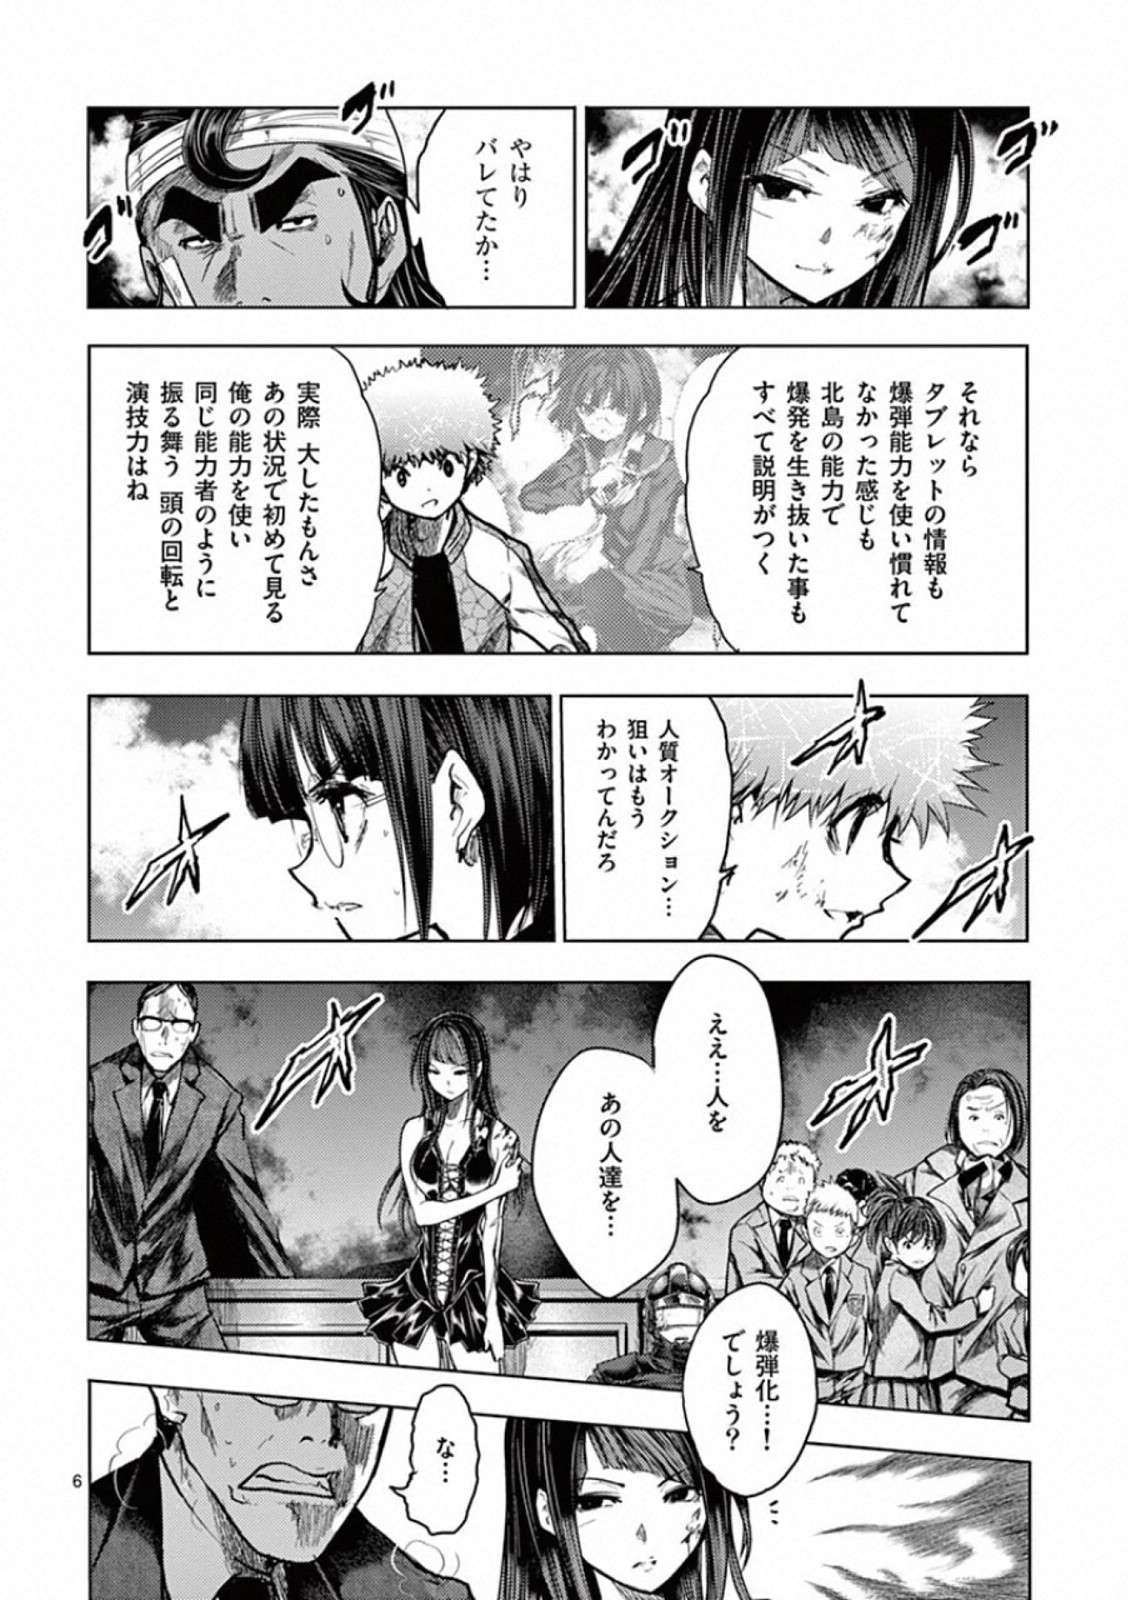 ゴ
ゴ
ゴ
ゴ
やはり
バレてたか…
それなら
タブレットの情報も
爆弾能力を使い慣れて
なかった感じも
北島の能力で
爆発を生き抜いた事も
すべて説明がつく
実際 大したもんさ
あの状況で初めて見る
俺の能力を使い
同じ能力者のように
振る舞う 頭の回転と
演技力はね
人質オークション…
狙いはもう
わかってんだろ
ええ…人を
あの人達を…
爆弾化…!
でしょう?
な…
6